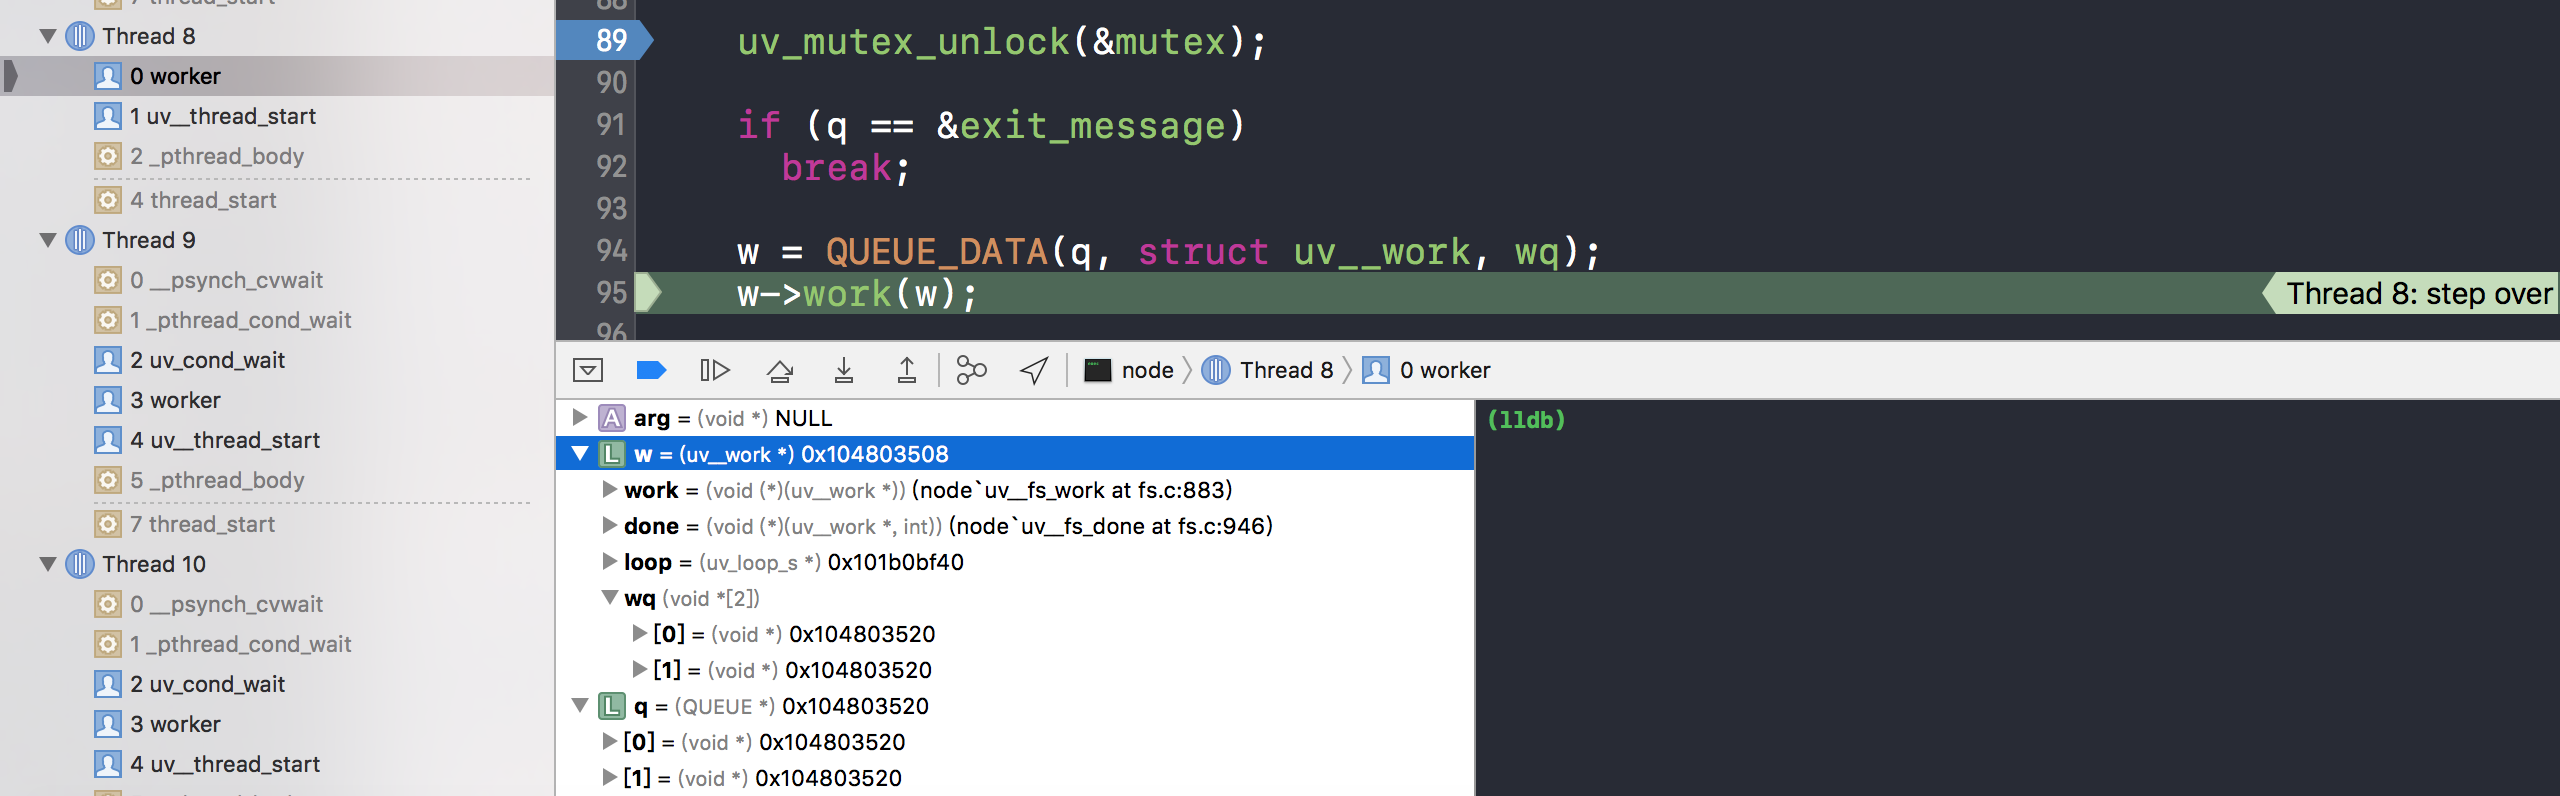 7 thread_start
Thread 8
0 worker
1 uv__thread_start
2 _pthread_body
4 thread_start
Thread 9
0 __psynch_cvwait
1 _pthread_cond_wait
2 uv_cond_wait
3 worker
4 uv__thread_start
5 _pthread_body
7 thread_start
Thread 10
0 __psynch_cvwait
1 _pthread_cond_wait
2 uv_cond_wait
3 worker
4 uv__thread_start
88
89 uv_mutex_unlock(&mutex);
90
91 if (q == &exit_message)
92 break;
93
94 w = QUEUE_DATA(q, struct uv__work, wq);
95 w->work(w);
Thread 8: step over
96
node
Thread 8
0 worker
A arg = (void *) NULL
L w = (uv__work *) 0x104803508
work = (void (*)(uv__work *)) (node`uv__fs_work at fs.c:883)
done = (void (*)(uv__work *, int)) (node`uv__fs_done at fs.c:946)
loop = (uv_loop_s *) 0x101b0bf40
wq (void *[2])
[0] = (void *) 0x104803520
[1] = (void *) 0x104803520
L q = (QUEUE *) 0x104803520
[0] = (void *) 0x104803520
[1] = (void *) 0x104803520
(lldb)